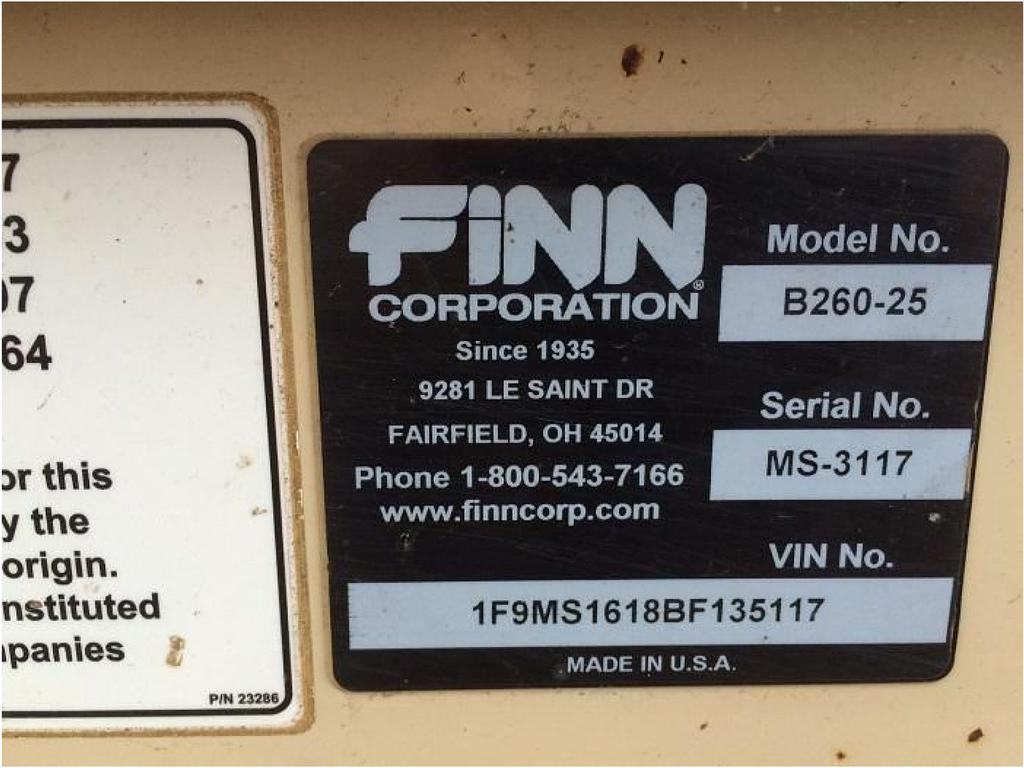 7
3
07
64
or this
y the
origin.
nstituted
panies
P/N 23286
FINN®
CORPORATION
Since 1935
9281 LE SAINT DR
FAIRFIELD, OH 45014
Phone 1-800-543-7166
www.finncorp.com
Model No.
B260-25
Serial No.
MS-3117
VIN No.
1F9MS1618BF135117
MADE IN U.S.A.